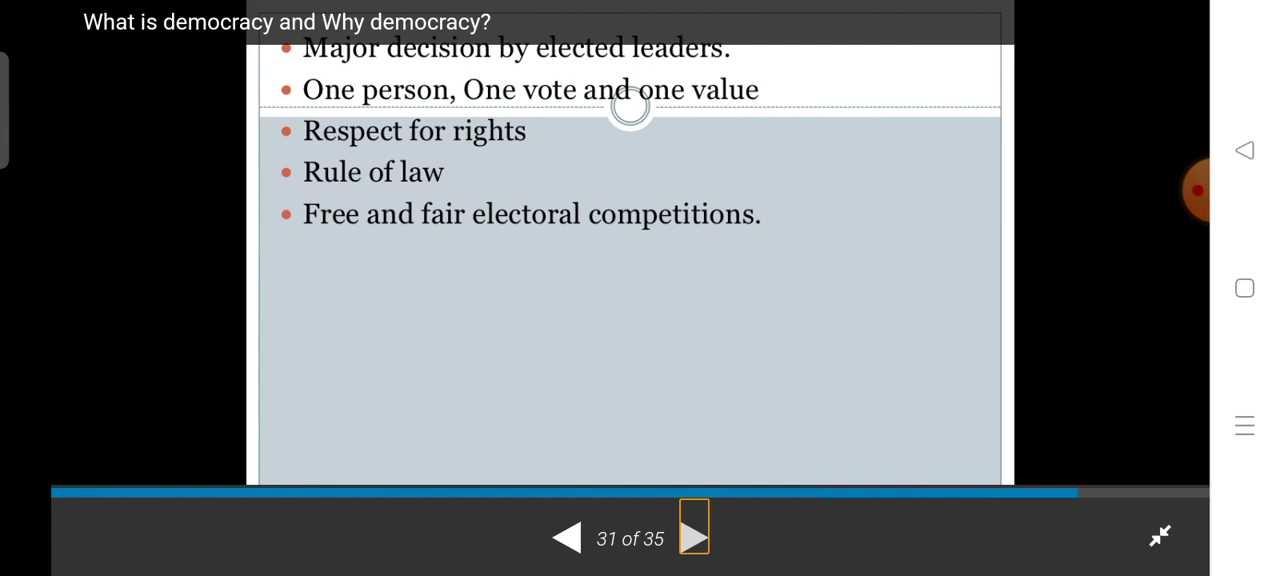 What is democracy and Why democracy?
Major decision by elected leaders.
One person, One vote and one value
Respect for rights
Rule of law
Free and fair electoral competitions.
31 of 35